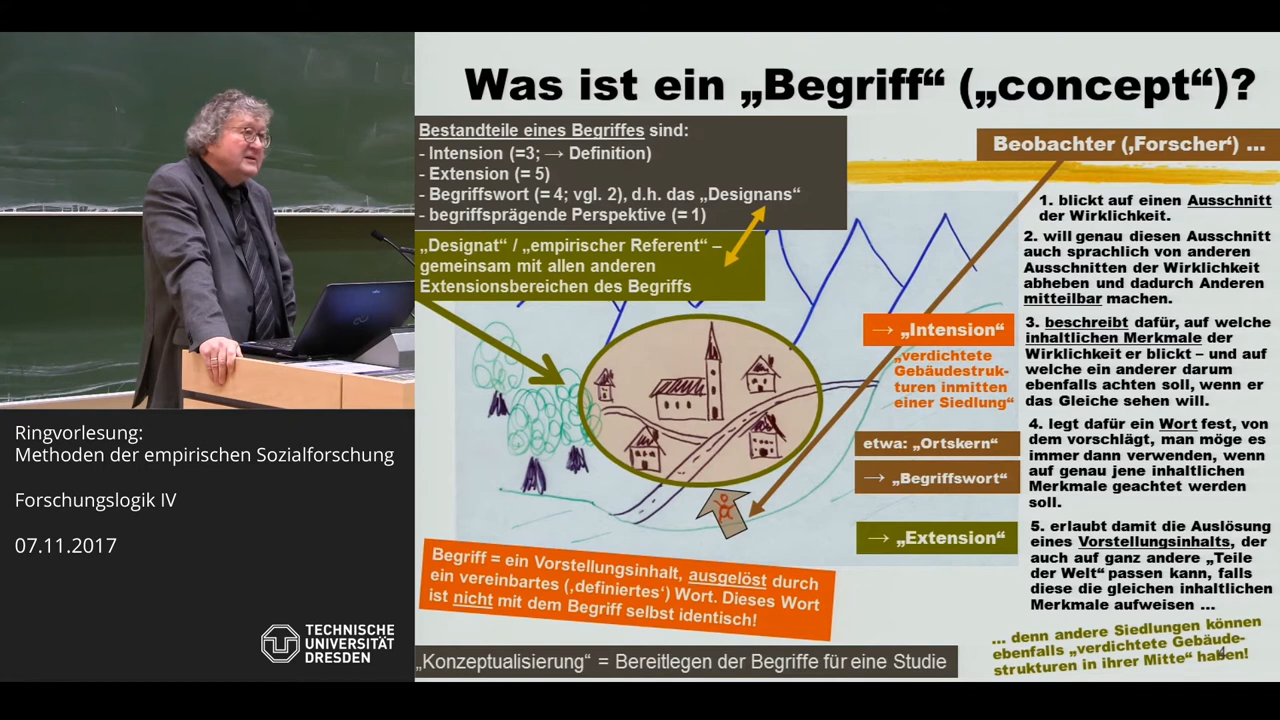 Was ist ein „Begriff“ („concept“)?
Bestandteile eines Begriffes sind:
- Intension (=3; → Definition)
- Extension (= 5)
- Begriffswort (= 4; vgl. 2), d.h. das „Designans“
- begriffsprägende Perspektive (= 1)
„Designat“ / „empirischer Referent“ –
gemeinsam mit allen anderen
Extensionsbereichen des Begriffs
Beobachter (‚Forscher‘) ...
1. blickt auf einen Ausschnitt
der Wirklichkeit.
2. will genau diesen Ausschnitt
auch sprachlich von anderen
Ausschnitten der Wirklichkeit
abheben und dadurch Anderen
mitteilbar machen.
3. beschreibt dafür, auf welche
inhaltlichen Merkmale der
Wirklichkeit er blickt – und auf
welche ein anderer darum
ebenfalls achten soll, wenn er
das Gleiche sehen will.
4. legt dafür ein Wort fest, von
dem vorschlägt, man möge es
immer dann verwenden, wenn
auf genau jene inhaltlichen
Merkmale geachtet werden
soll.
5. erlaubt damit die Auslösung
eines Vorstellungsinhalts, der
auch auf ganz andere „Teile
der Welt“ passen kann, falls
diese die gleichen inhaltlichen
Merkmale aufweisen ...
... denn andere Siedlungen können
ebenfalls „verdichtete Gebäude-
strukturen in ihrer Mitte“ haben!
4
→ „Intension“
„verdichtete
Gebäudestruk-
turen inmitten
einer Siedlung“
etwa: „Ortskern“
→ „Begriffswort“
→ „Extension“
Begriff = ein Vorstellungsinhalt, ausgelöst durch
ein vereinbartes (‚definiertes‘) Wort. Dieses Wort
ist nicht mit dem Begriff selbst identisch!
„Konzeptualisierung“ = Bereitlegen der Begriffe für eine Studie
Ringvorlesung:
Methoden der empirischen Sozialforschung
Forschungslogik IV
07.11.2017
TECHNISCHE
UNIVERSITÄT
DRESDEN